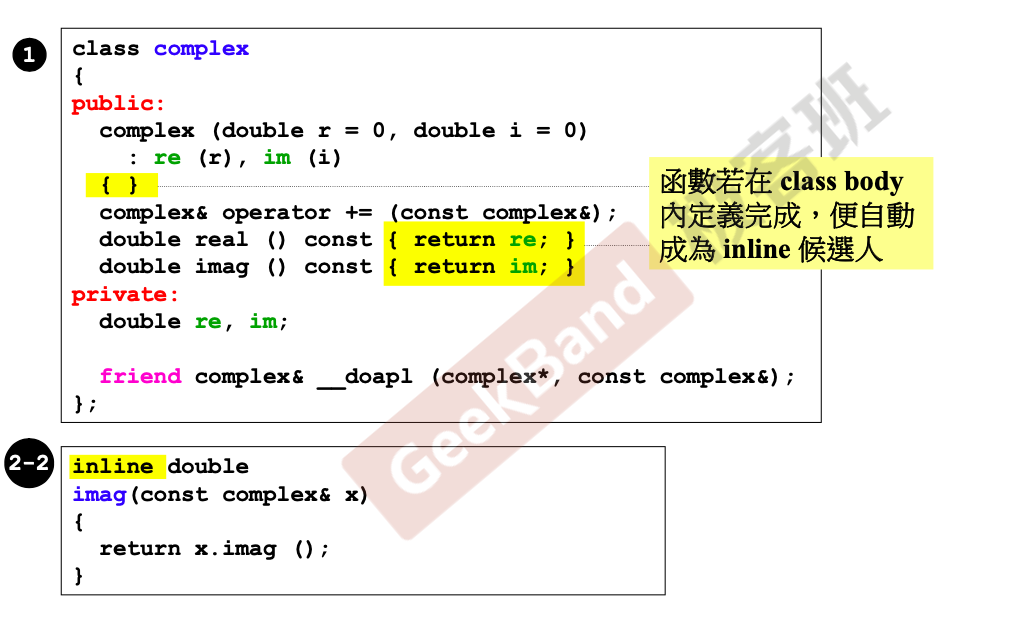 1
class complex
{
public:
  complex (double r = 0, double i = 0)
    : re (r), im (i)
  { }
  complex& operator += (const complex&);
  double real () const { return re; }
  double imag () const { return im; }
private:
  double re, im;
  friend complex& __doapl (complex*, const complex&);
};
函數若在 class body
內定義完成，便自動
成為 inline 候選人
2-2
inline double
imag(const complex& x)
{
  return x.imag ();
}
GeekBand
极客班